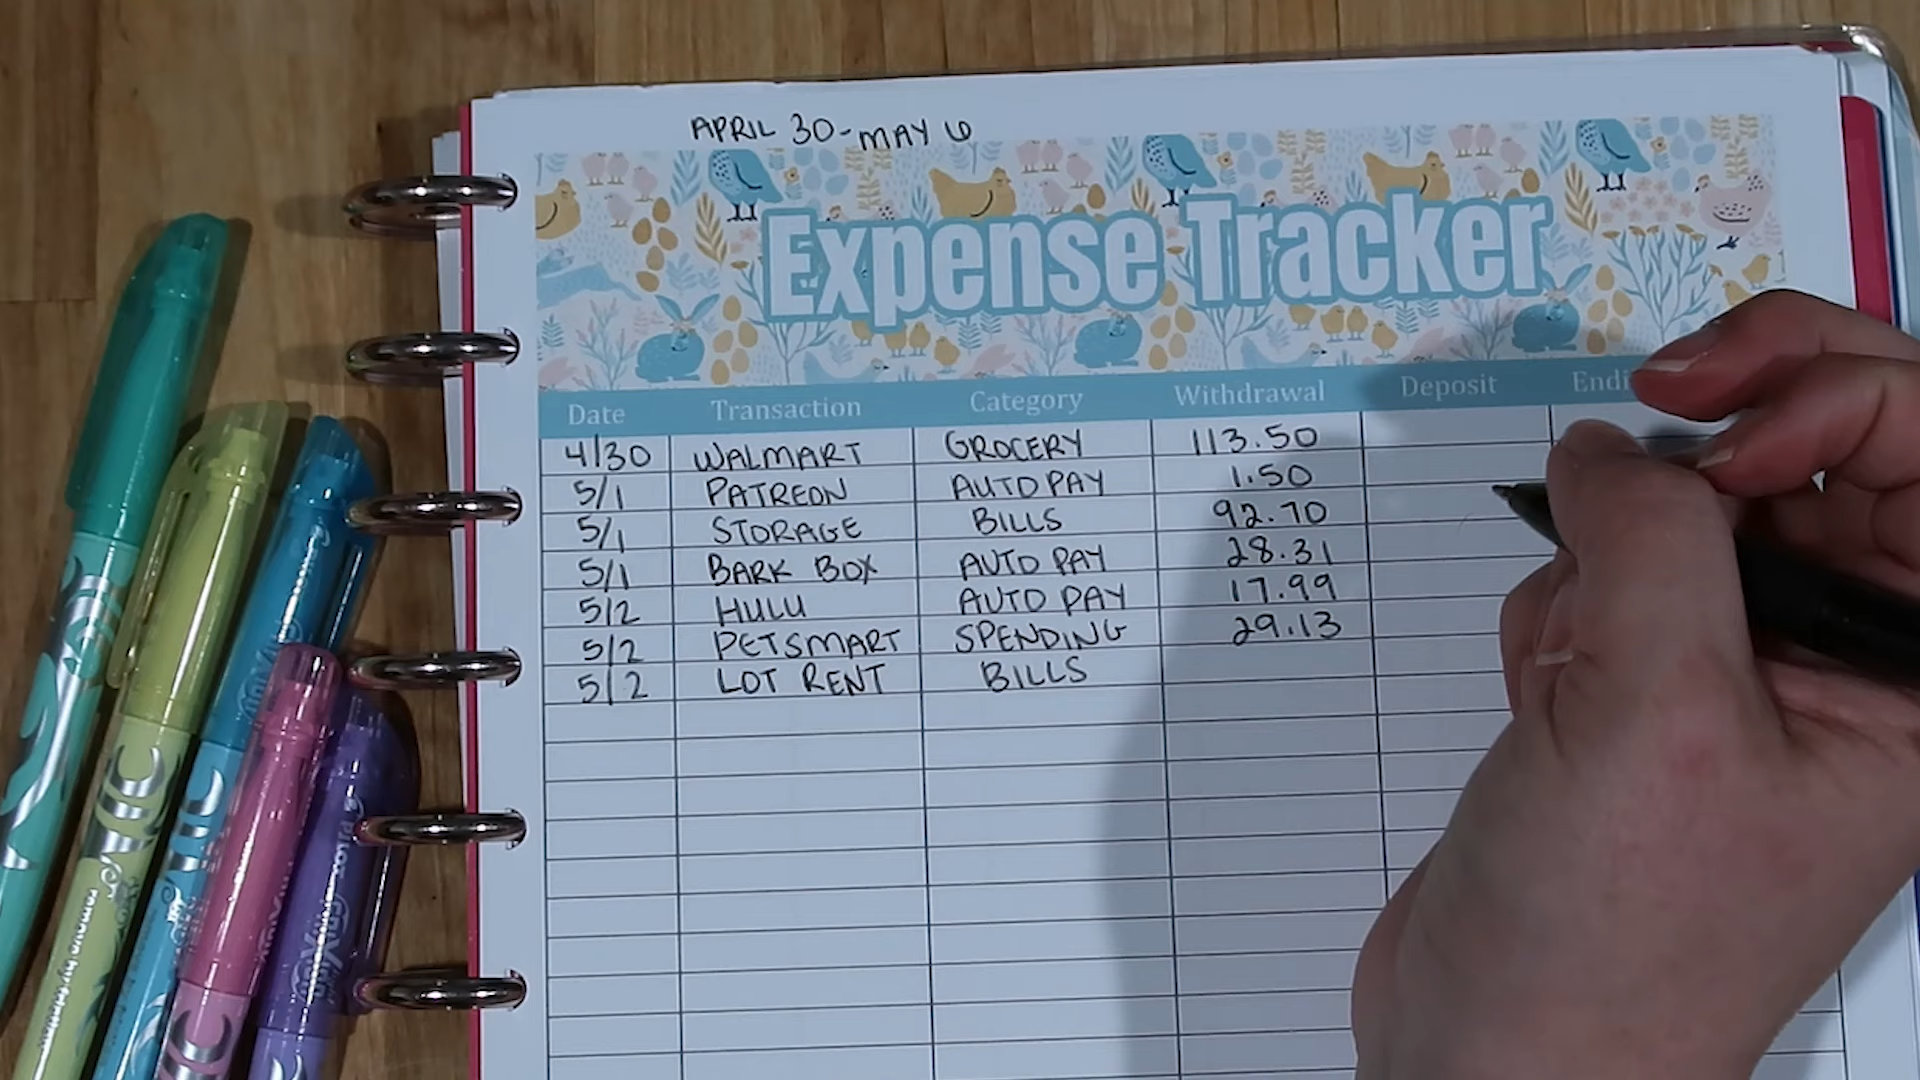 APRIL 30-MAY 6
Expense Tracker
Date Transaction Category Withdrawal Deposit
4/30 WALMART GROCERY 113.50
5/1 PATREON AUTO PAY 1.50
5/1 STORAGE BILLS 92.70
5/1 BARK BOX AUTO PAY 28.31
5/2 HULU AUTO PAY 17.99
5/2 PETSMART SPENDING 29.13
5/2 LOT RENT BILLS